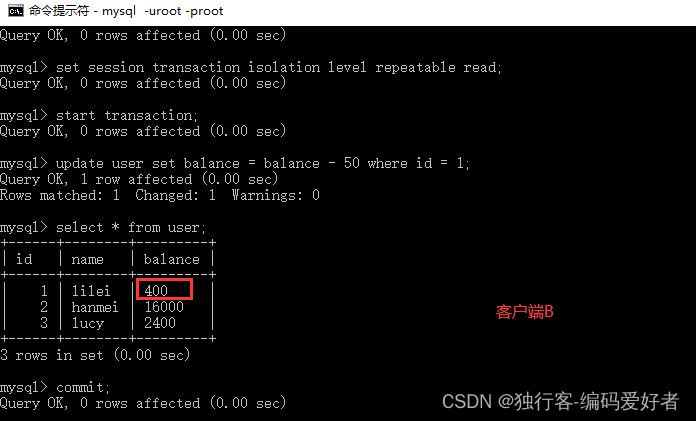 命令提示符 - mysql -uroot -proot
Query OK, 0 rows affected (0.00 sec)
mysql> set session transaction isolation level repeatable read;
Query OK, 0 rows affected (0.00 sec)
mysql> start transaction;
Query OK, 0 rows affected (0.00 sec)
mysql> update user set balance = balance - 50 where id = 1;
Query OK, 1 row affected (0.00 sec)
Rows matched: 1  Changed: 1  Warnings: 0
mysql> select * from user;
+------+--------+---------+
| id | name | balance |
+------+--------+---------+
| 1 | lilei | 400 |
| 2 | hanmei | 16000 |
| 3 | lucy | 2400 |
+------+--------+---------+
3 rows in set (0.00 sec)
客户端B
mysql> commit;
Query OK, 0 rows affected (0.00 sec)
CSDN @独行客-编码爱好者